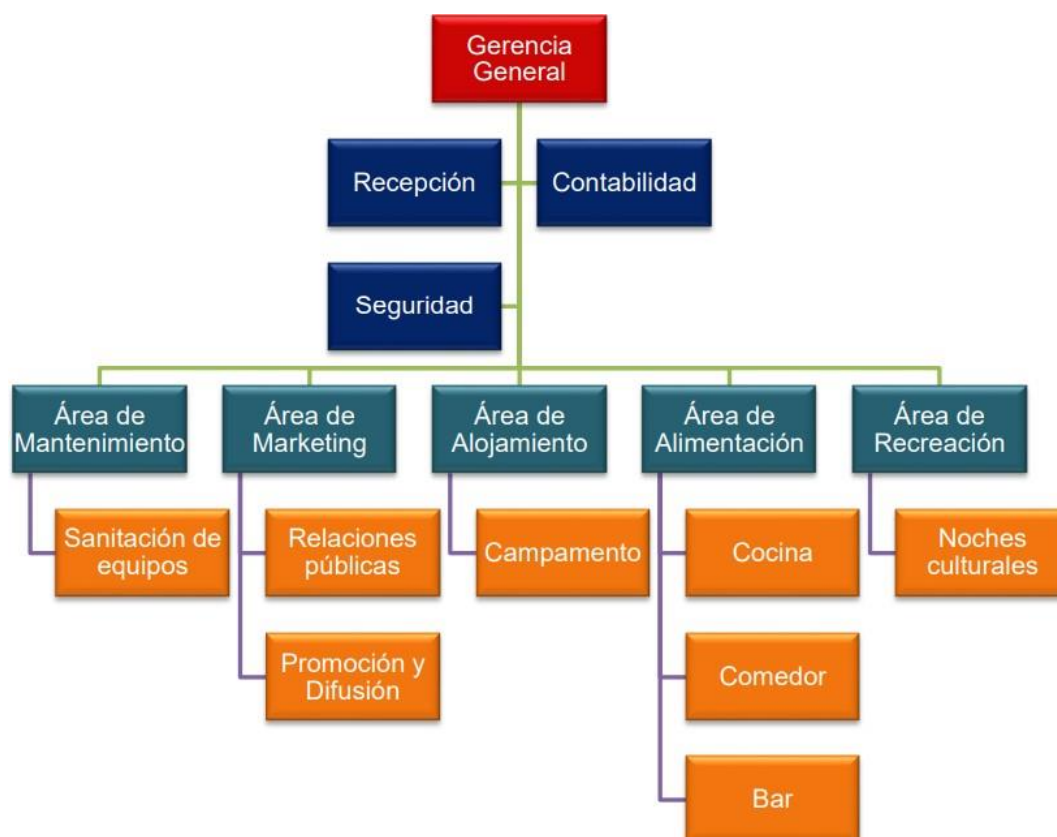 Gerencia
General
Recepción
Contabilidad
Seguridad
Área de
Mantenimiento
Área de
Marketing
Área de
Alojamiento
Área de
Alimentación
Área de
Recreación
Sanitación de
equipos
Relaciones
públicas
Campamento
Cocina
Noches
culturales
Promoción y
Difusión
Comedor
Bar